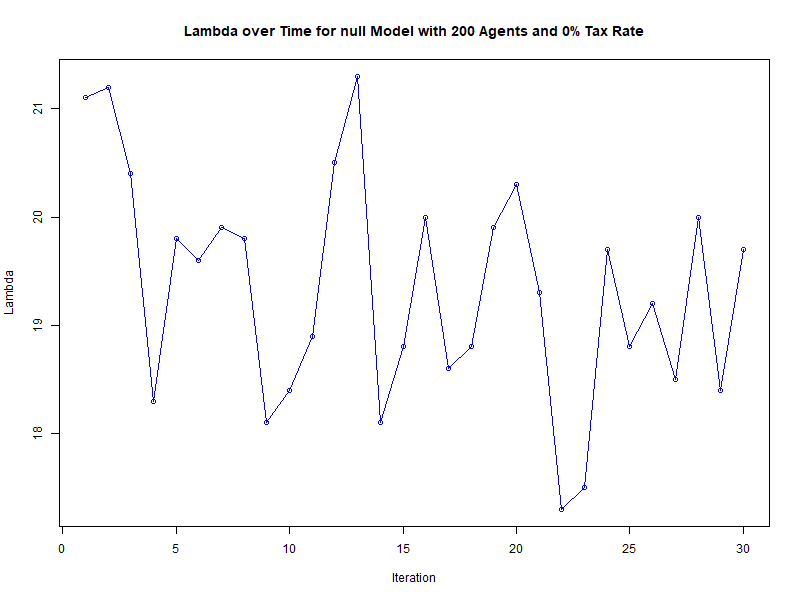 Lambda over Time for null Model with 200 Agents and 0% Tax Rate
21
20
19
18
Lambda
0 5 10 15 20 25 30
Iteration